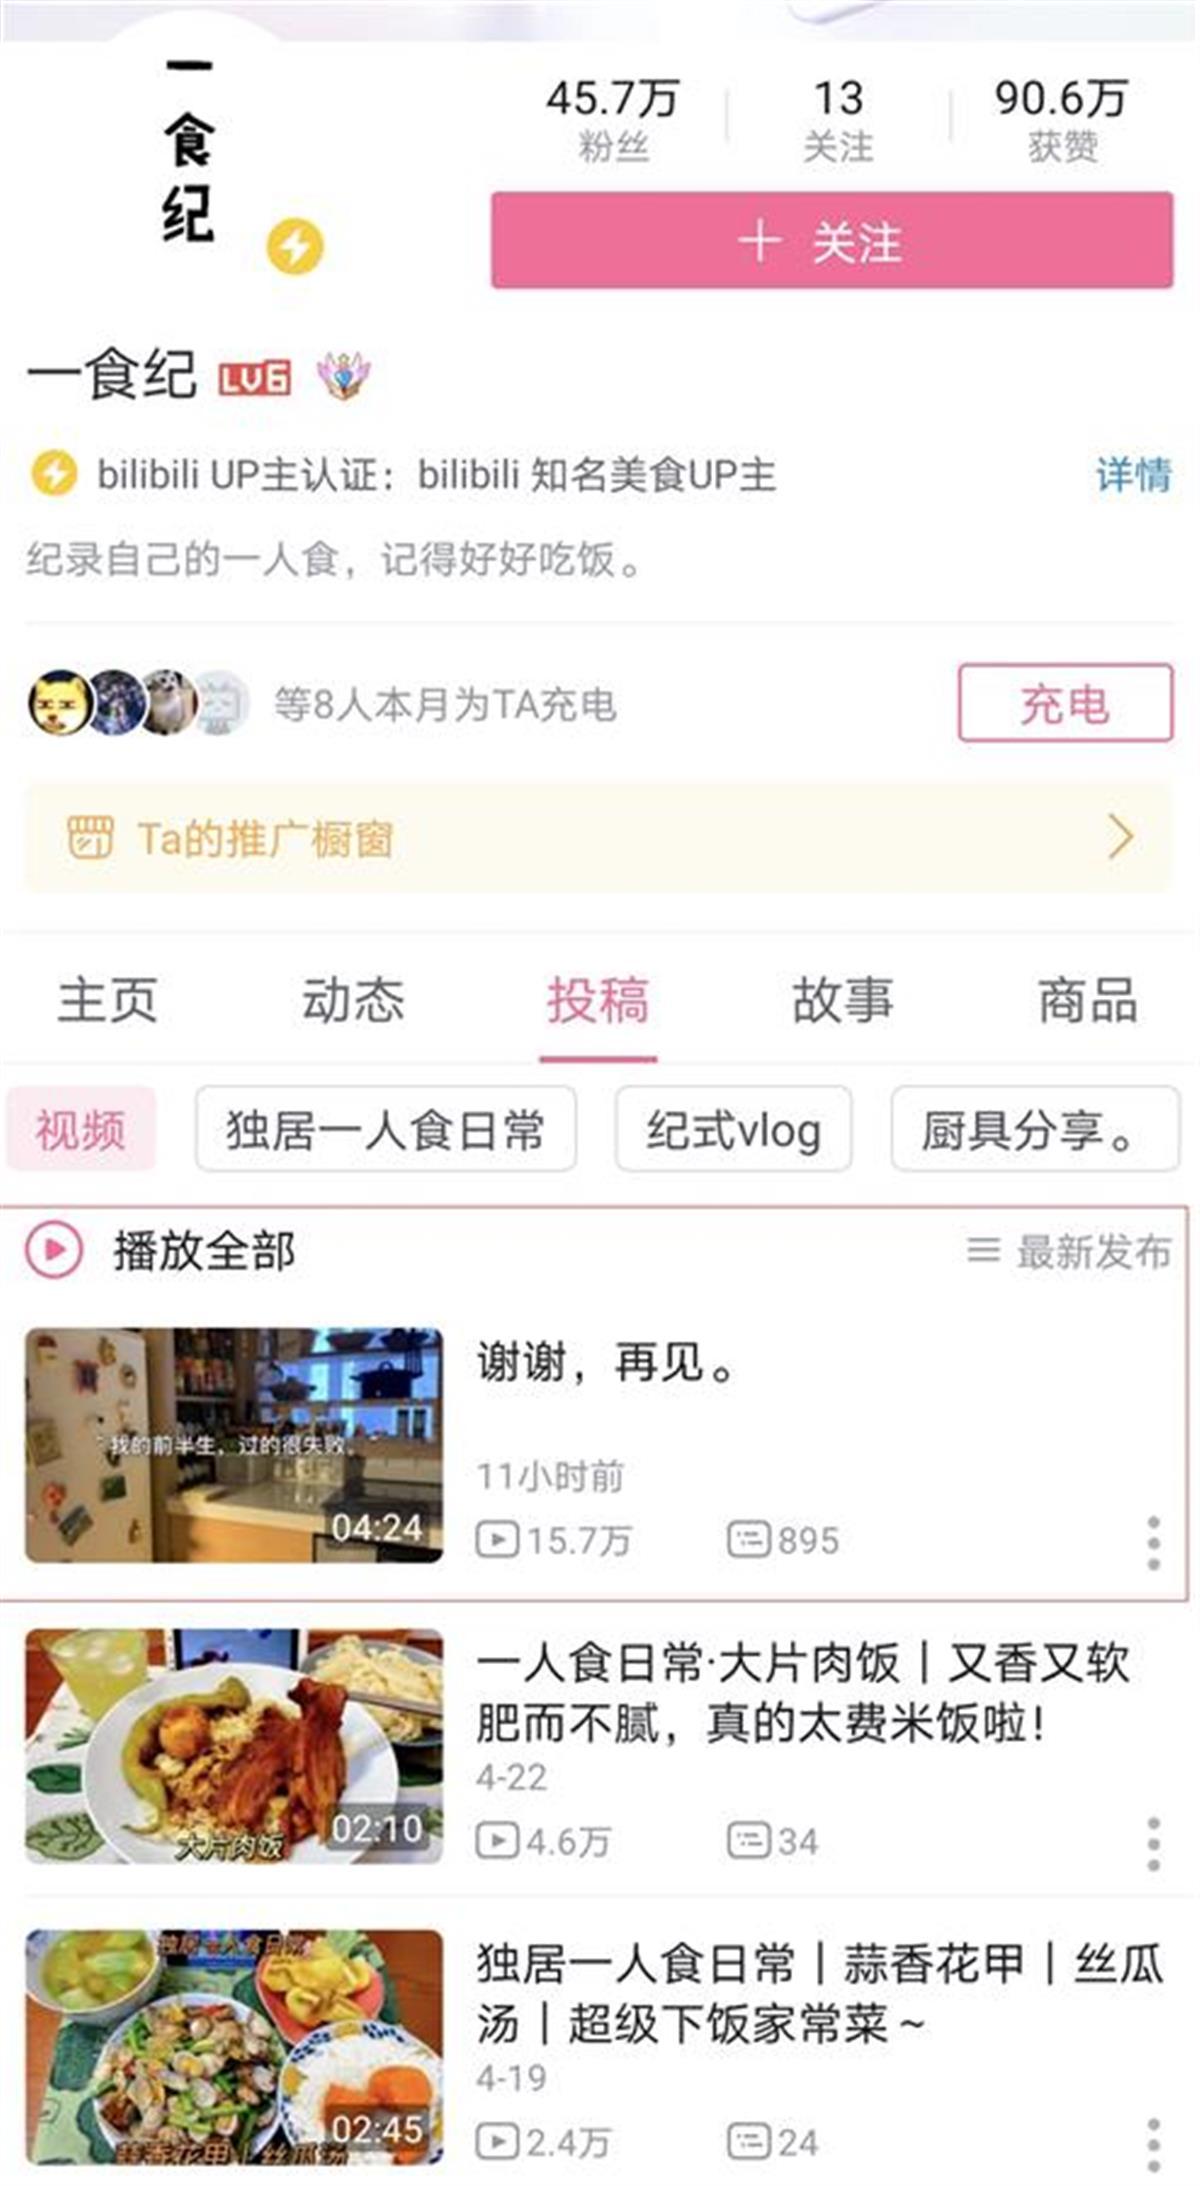 一
食
纪
45.7万 13 90.6万
粉丝 关注 获赞
+ 关注
一食纪 LV6
bilibili UP主认证：bilibili 知名美食UP主 详情
纪录自己的一人食，记得好好吃饭。
等8人本月为TA充电 充电
Ta的推广橱窗
主页 动态 投稿 故事 商品
视频 独居一人食日常 纪式vlog 厨具分享。
播放全部 最新发布
谢谢，再见。
我的前半生，过的很失败。
11小时前
04:24
15.7万 895
一人食日常·大片肉饭｜又香又软
肥而不腻，真的太费米饭啦！
4-22
大片肉饭
02:10
4.6万 34
独居一人食日常
独居一人食日常｜蒜香花甲｜丝瓜
汤｜超级下饭家常菜～
4-19
02:45
蒜香花甲｜丝瓜汤
2.4万 24